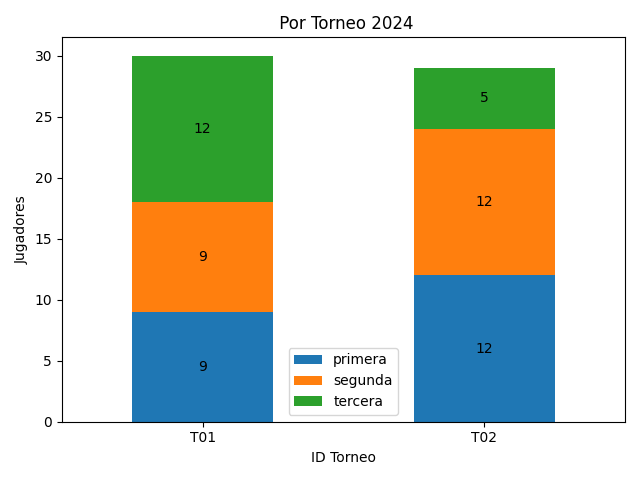 Por Torneo 2024
Jugadores
30
25
20
15
10
5
0
12
9
9
5
12
12
primera
segunda
tercera
T01
T02
ID Torneo